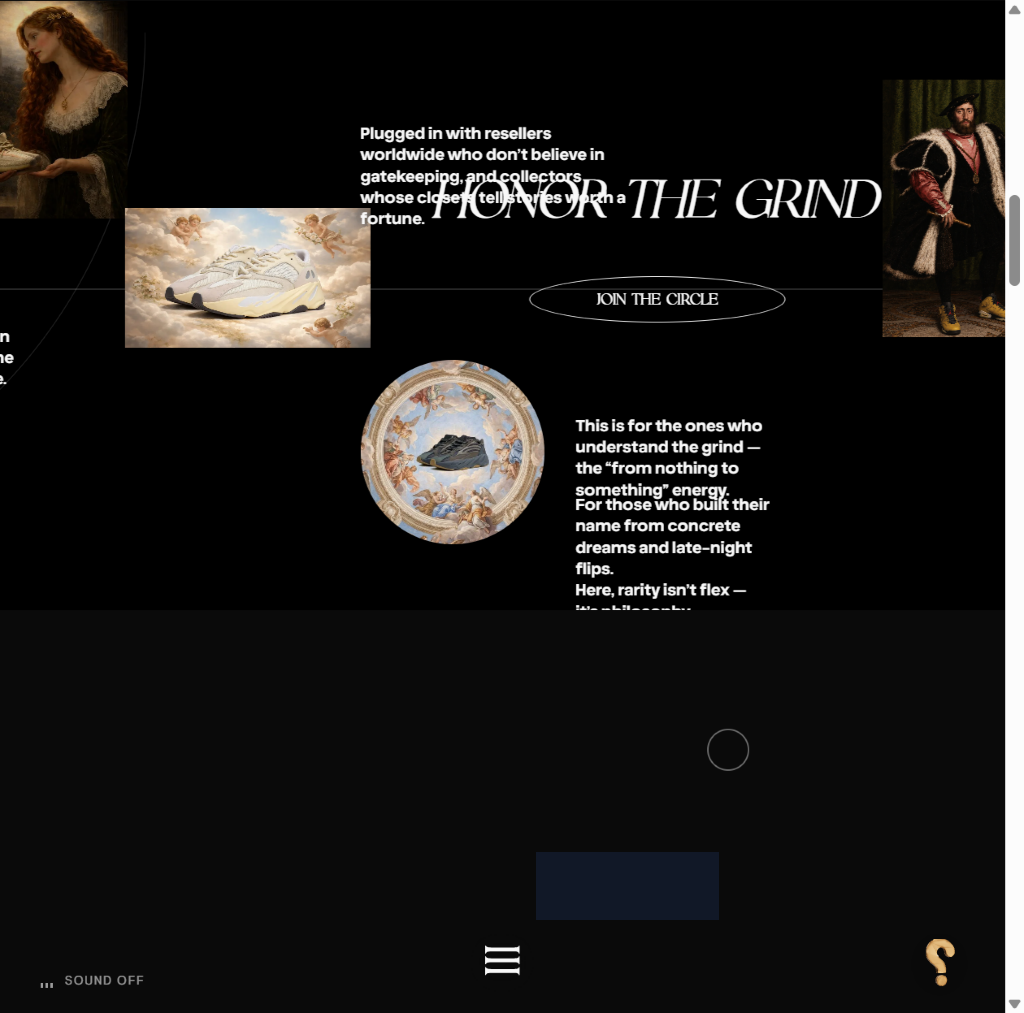 Plugged in with resellers
worldwide who don't believe in
gatekeeping, and collectors
whose closets tell stories worth a
fortune.
HONOR THE GRIND
JOIN THE CIRCLE
n
ne
e.
This is for the ones who
understand the grind —
the “from nothing to
something” energy.
For those who built their
name from concrete
dreams and late-night
flips.
Here, rarity isn't flex —
it's philosophy.
SOUND OFF